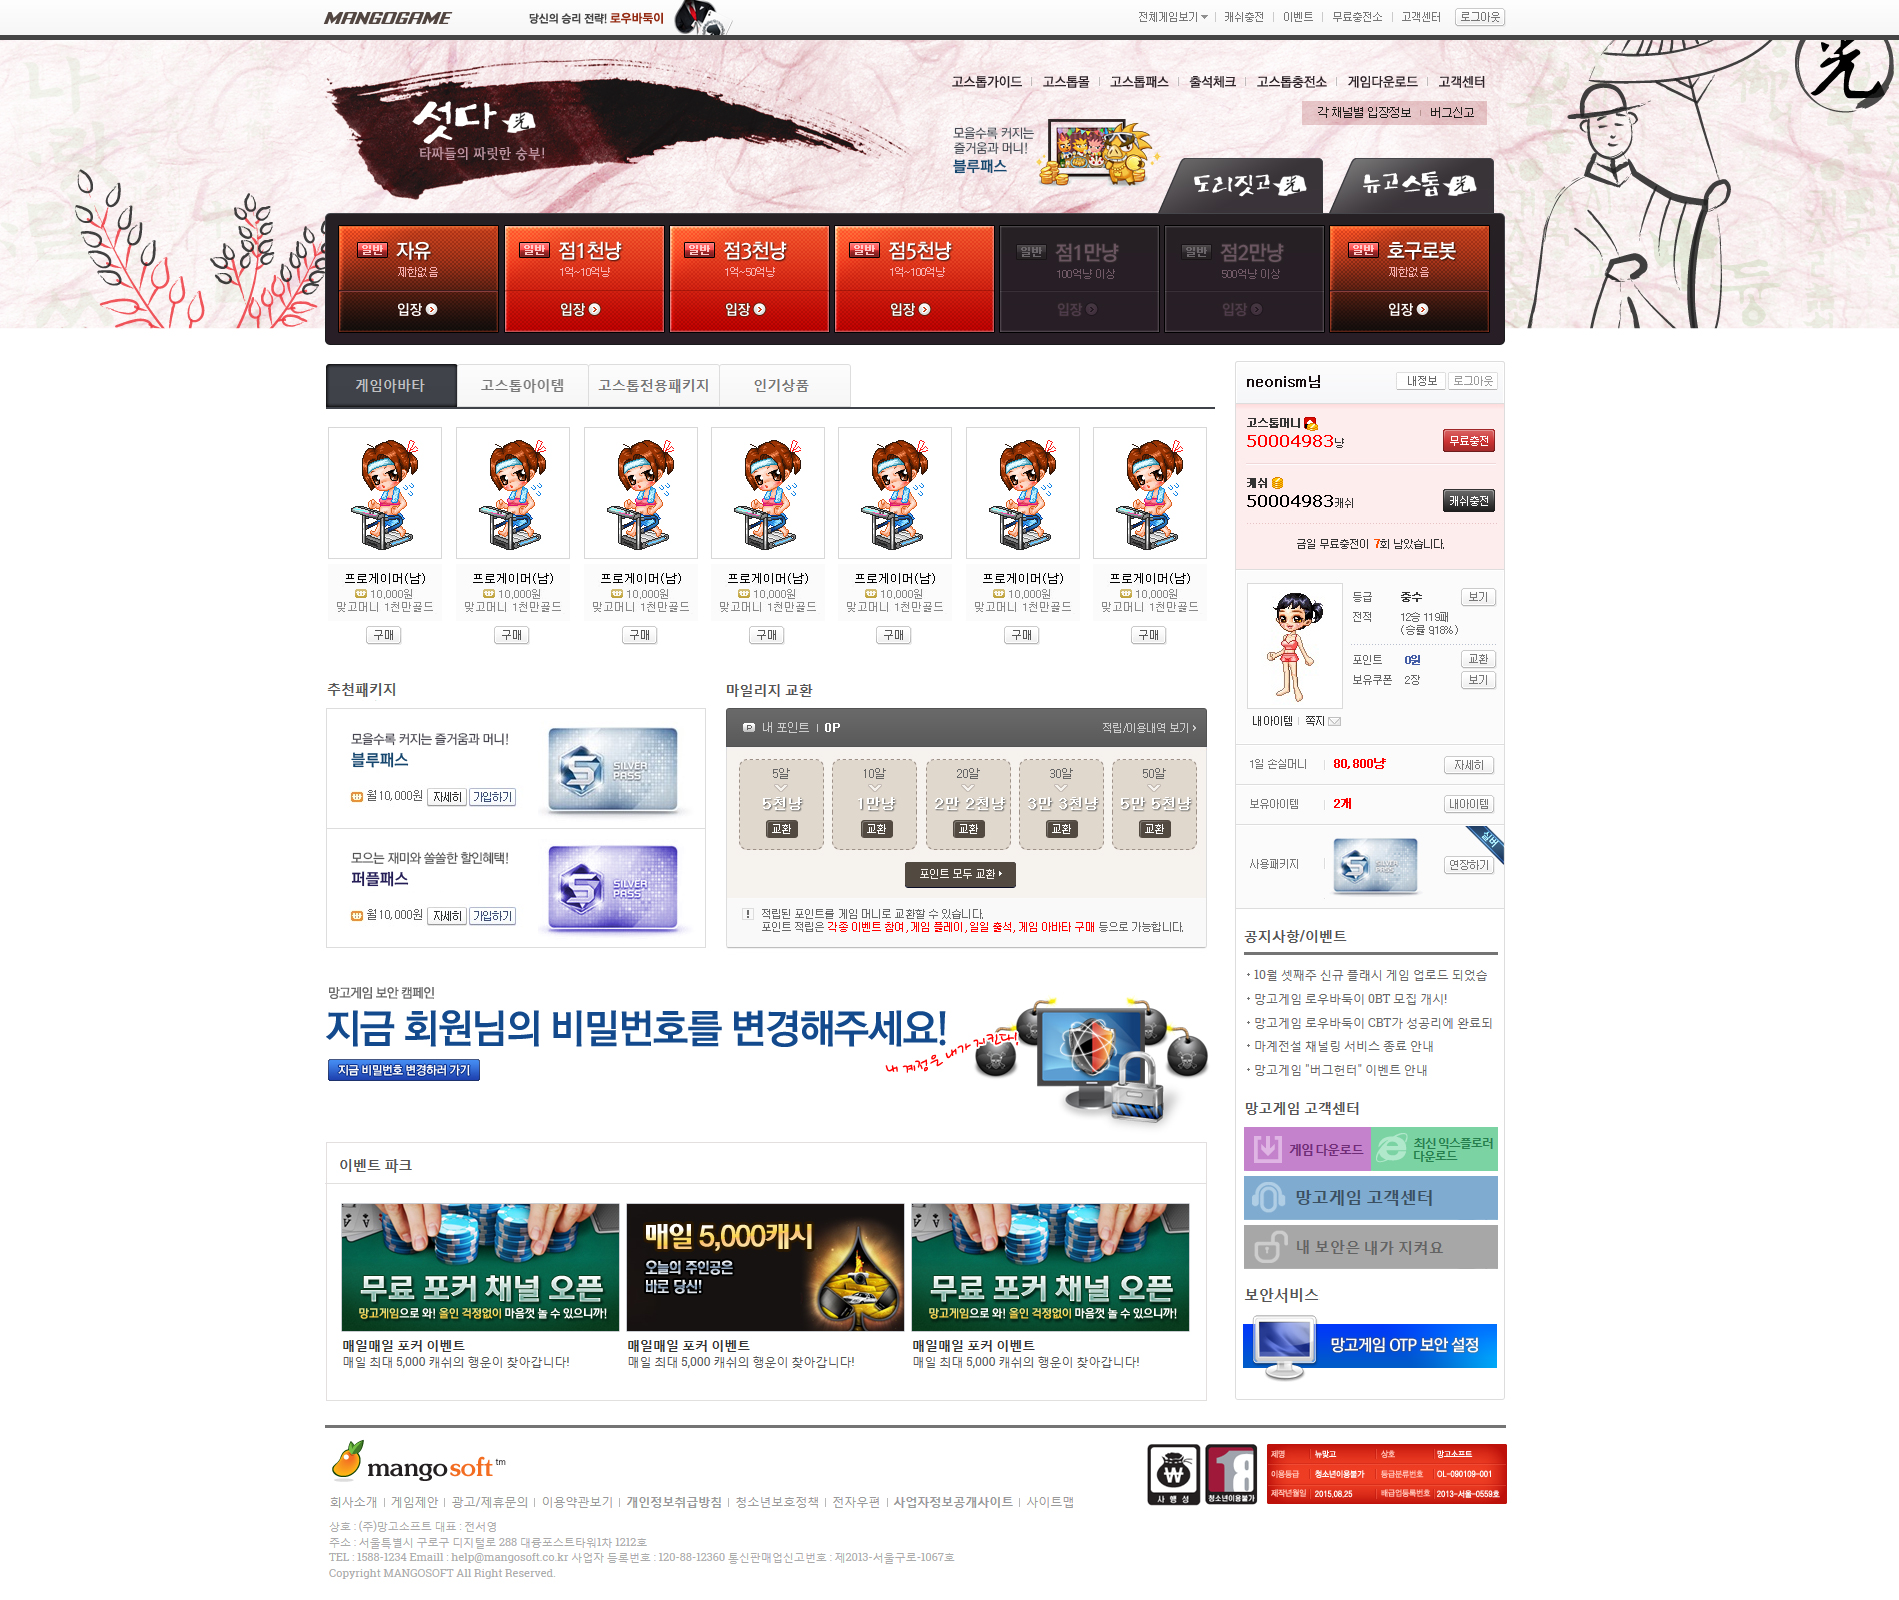 MANGOGAME
당신의 승리 전략! 로우바둑이
전체게임보기
캐쉬충전
이벤트
무료충전소
고객센터
로그아웃
섯다 光
타짜들의 짜릿한 승부!
고스톱가이드
고스톱몰
고스톱패스
출석체크
고스톱충전소
게임다운로드
고객센터
각 채널별 입장정보
버그신고
光
모을수록 커지는
즐거움과 머니!
블루패스
도리짓고 光
뉴고스톱 光
일반 자유
제한없음
입장
일반 점1천냥
1억~10억냥
입장
일반 점3천냥
1억~50억냥
입장
일반 점5천냥
1억~100억냥
입장
일반 점1만냥
100억냥 이상
입장
일반 점2만냥
500억냥 이상
입장
일반 호구로봇
제한없음
입장
게임아바타
고스톱아이템
고스톱전용패키지
인기상품
프로게이머(남)
10,000원
맞고머니 1천만골드
구매
프로게이머(남)
10,000원
맞고머니 1천만골드
구매
프로게이머(남)
10,000원
맞고머니 1천만골드
구매
프로게이머(남)
10,000원
맞고머니 1천만골드
구매
프로게이머(남)
10,000원
맞고머니 1천만골드
구매
프로게이머(남)
10,000원
맞고머니 1천만골드
구매
프로게이머(남)
10,000원
맞고머니 1천만골드
구매
추천패키지
모을수록 커지는 즐거움과 머니!
블루패스
월10,000원 자세히 가입하기
SILVER
PASS
모으는 재미와 쏠쏠한 할인혜택!
퍼플패스
월10,000원 자세히 가입하기
SILVER
PASS
마일리지 교환
내 포인트 0P
적립/이용내역 보기
5알
5천냥
교환
10알
1만냥
교환
20알
2만 2천냥
교환
30알
3만 3천냥
교환
50알
5만 5천냥
교환
포인트 모두 교환
적립된 포인트를 게임 머니로 교환할 수 있습니다.
포인트 적립은 각종 이벤트 참여, 게임 플레이, 일일 출석, 게임 아바타 구매 등으로 가능합니다.
망고게임 보안 캠페인
지금 회원님의 비밀번호를 변경해주세요!
내 계정은 내가 지킨다!
지금 비밀번호 변경하러 가기
이벤트 파크
무료 포커 채널 오픈
망고게임으로 와! 올인 걱정없이 마음껏 놀 수 있으니까!
매일매일 포커 이벤트
매일 최대 5,000 캐쉬의 행운이 찾아갑니다!
매일 5,000캐시
오늘의 주인공은
바로 당신!
매일매일 포커 이벤트
매일 최대 5,000 캐쉬의 행운이 찾아갑니다!
무료 포커 채널 오픈
망고게임으로 와! 올인 걱정없이 마음껏 놀 수 있으니까!
매일매일 포커 이벤트
매일 최대 5,000 캐쉬의 행운이 찾아갑니다!
neonism님
내정보
로그아웃
고스톱머니
50004983냥
무료충전
캐쉬
50004983캐쉬
캐쉬충전
금일 무료충전이 7회 남았습니다.
등급 중수 보기
전적 12승 119패
(승률 9.18%)
포인트 0원 교환
보유쿠폰 2장 보기
내아이템 쪽지
1일 손실머니 80,800냥 자세히
보유아이템 2개 내아이템
사용패키지
SILVER
PASS
실버
연장하기
공지사항/이벤트
10월 셋째주 신규 플래시 게임 업로드 되었습
망고게임 로우바둑이 OBT 모집 개시!
망고게임 로우바둑이 CBT가 성공리에 완료되
마계전설 채널링 서비스 종료 안내
망고게임 "버그헌터" 이벤트 안내
망고게임 고객센터
게임 다운로드
최신 익스플로러
다운로드
망고게임 고객센터
내 보안은 내가 지켜요
보안서비스
망고게임 OTP 보안 설정
mangosoft tm
회사소개
게임제안
광고/제휴문의
이용약관보기
개인정보취급방침
청소년보호정책
전자우편
사업자정보공개사이트
사이트맵
상호 : (주)망고소프트 대표 : 전서영
주소 : 서울특별시 구로구 디지털로 288 대륭포스트타워1차 1212호
TEL : 1588-1234 Emaill : help@mangosoft.co.kr 사업자 등록번호 : 120-88-12360 통신판매업신고번호 : 제2013-서울구로-1067호
Copyright MANGOSOFT All Right Reserved.
사행성
18
청소년이용불가
제명 뉴맞고 상호 망고소프트
이용등급 청소년이용불가 등급분류번호 OL-090109-001
제작년월일 2015.08.25 배급업등록번호 2013-서울-0559호